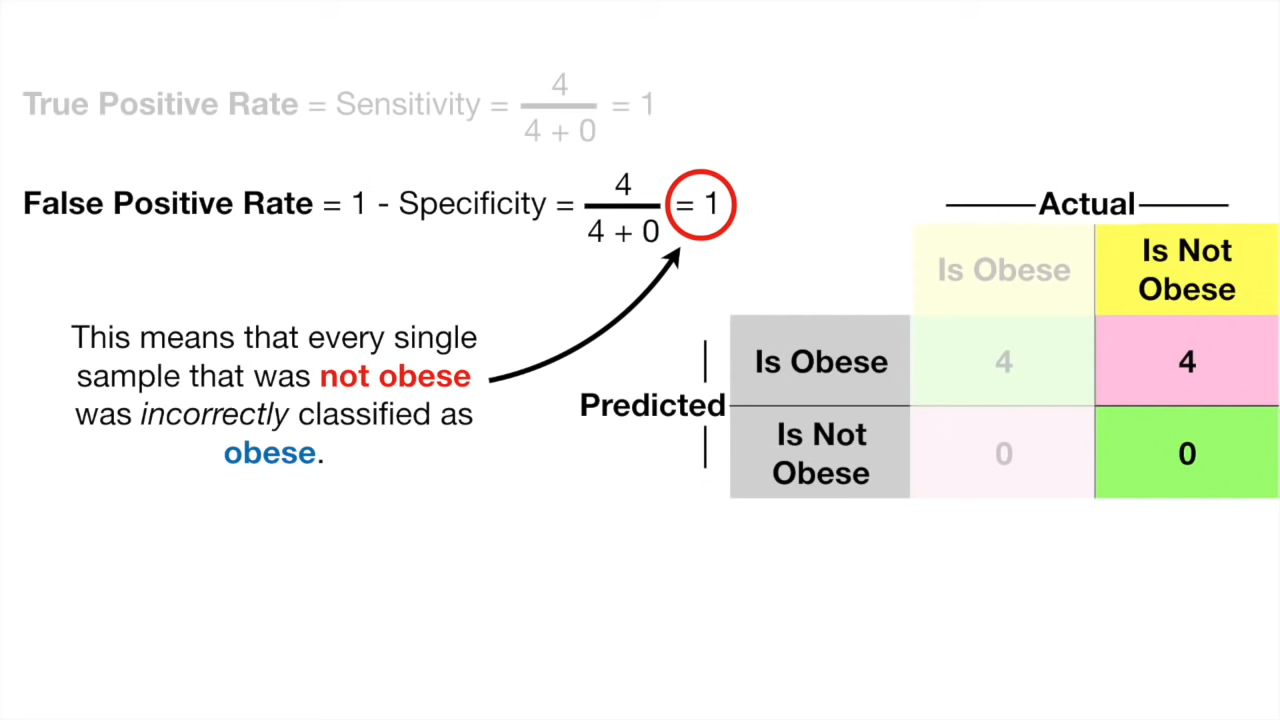 True Positive Rate = Sensitivity = 4 / 4 + 0 = 1
False Positive Rate = 1 - Specificity = 4 / 4 + 0 = 1
This means that every single
sample that was not obese
was incorrectly classified as
obese.
Actual
Is Obese
Is Not
Obese
Predicted
Is Obese
4
4
Is Not
Obese
0
0